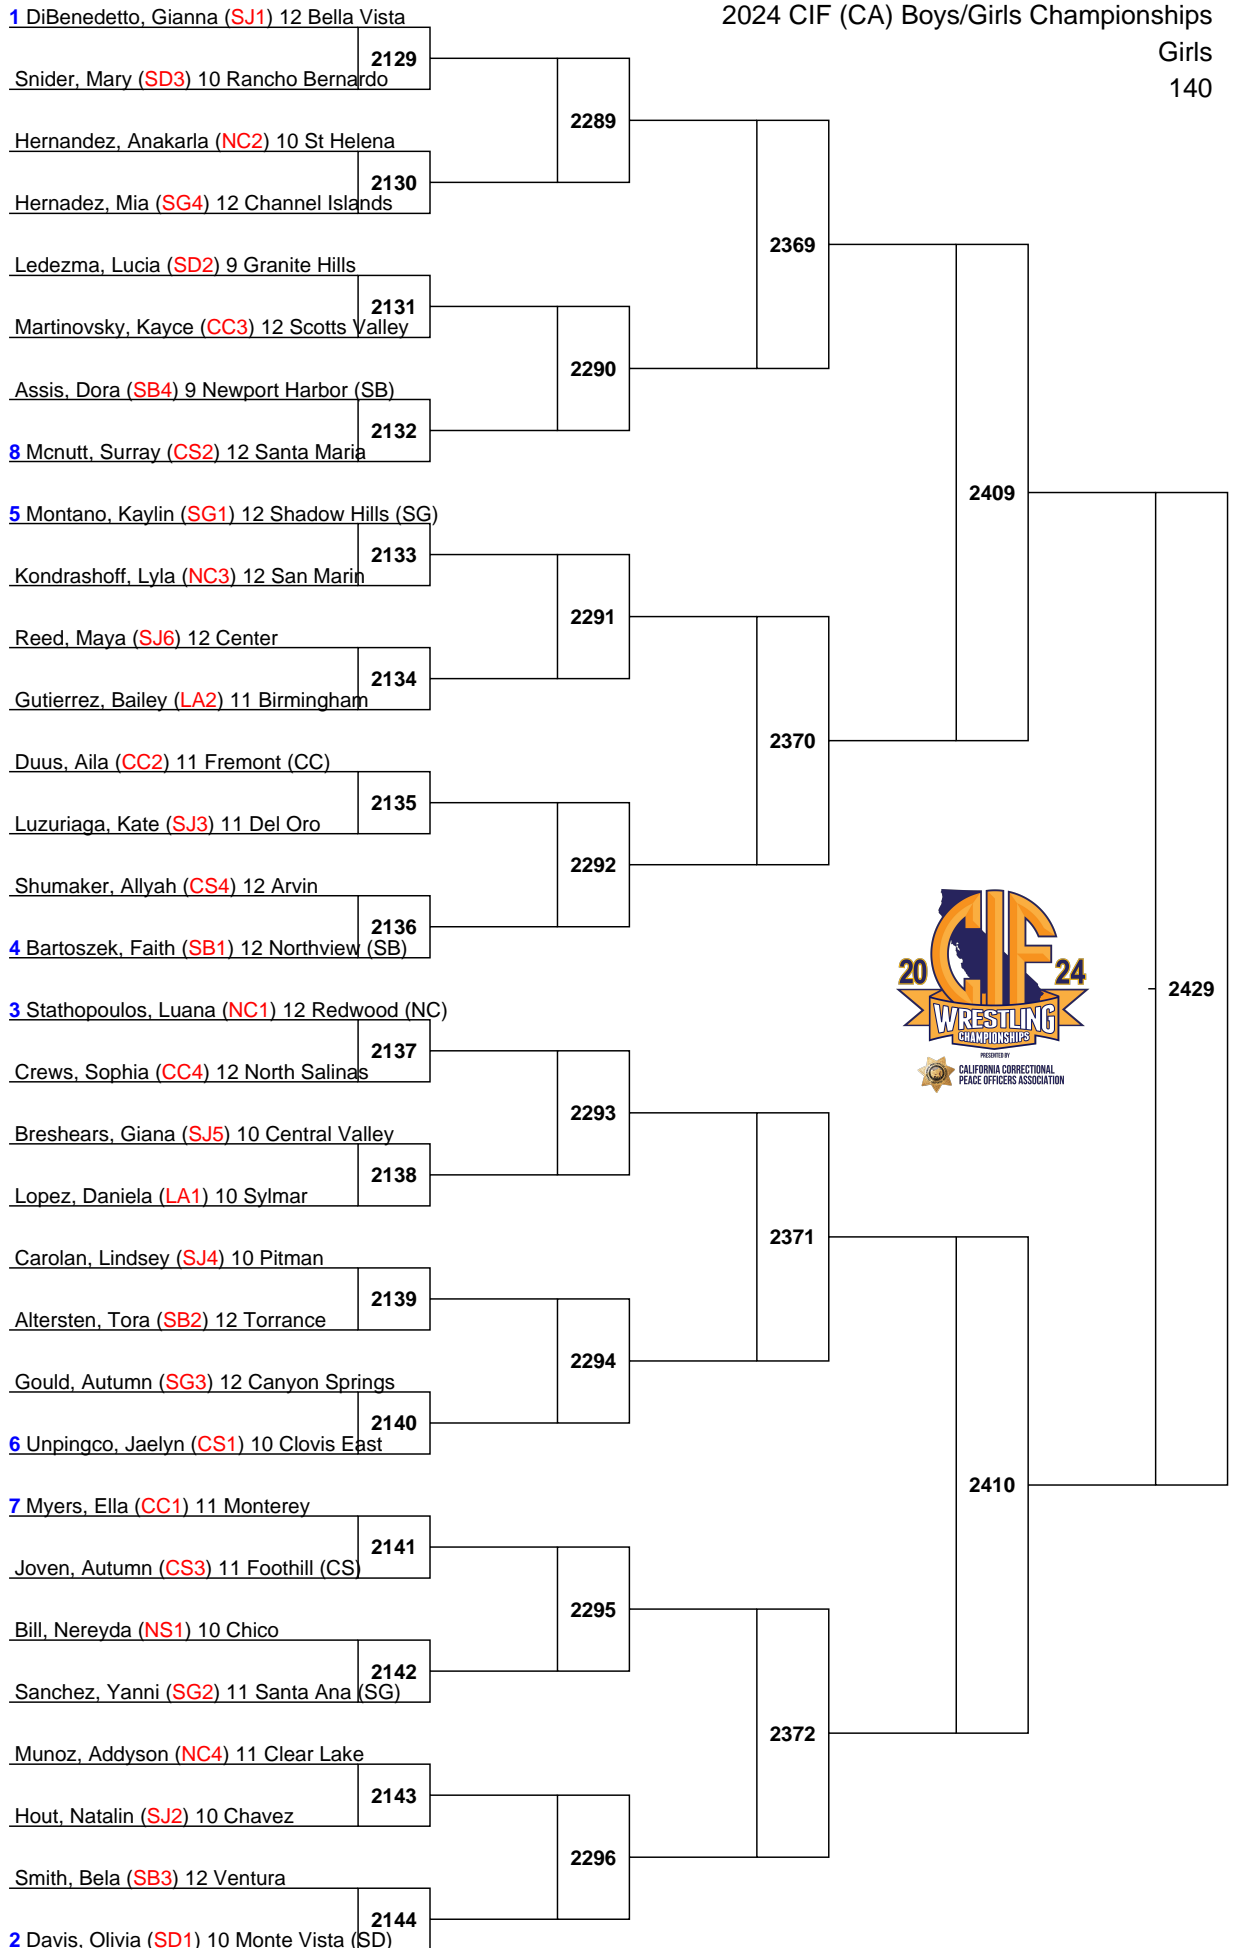 2024 CIF (CA) Boys/Girls Championships
Girls
140
1 DiBenedetto, Gianna (SJ1) 12 Bella Vista
2129
Snider, Mary (SD3) 10 Rancho Bernardo
2289
Hernandez, Anakarla (NC2) 10 St Helena
2130
Hernadez, Mia (SG4) 12 Channel Islands
2369
Ledezma, Lucia (SD2) 9 Granite Hills
2131
Martinovsky, Kayce (CC3) 12 Scotts Valley
2290
Assis, Dora (SB4) 9 Newport Harbor (SB)
2132
8 Mcnutt, Surray (CS2) 12 Santa Maria
2409
5 Montano, Kaylin (SG1) 12 Shadow Hills (SG)
2133
Kondrashoff, Lyla (NC3) 12 San Marin
2291
Reed, Maya (SJ6) 12 Center
2134
Gutierrez, Bailey (LA2) 11 Birmingham
2370
Duus, Aila (CC2) 11 Fremont (CC)
2135
Luzuriaga, Kate (SJ3) 11 Del Oro
2292
Shumaker, Allyah (CS4) 12 Arvin
2136
4 Bartoszek, Faith (SB1) 12 Northview (SB)
20 CIF 24
WRESTLING
CHAMPIONSHIPS
PRESENTED BY
CALIFORNIA CORRECTIONAL
PEACE OFFICERS ASSOCIATION
2429
3 Stathopoulos, Luana (NC1) 12 Redwood (NC)
2137
Crews, Sophia (CC4) 12 North Salinas
2293
Breshears, Giana (SJ5) 10 Central Valley
2138
Lopez, Daniela (LA1) 10 Sylmar
2371
Carolan, Lindsey (SJ4) 10 Pitman
2139
Altersten, Tora (SB2) 12 Torrance
2294
Gould, Autumn (SG3) 12 Canyon Springs
2140
6 Unpingco, Jaelyn (CS1) 10 Clovis East
2410
7 Myers, Ella (CC1) 11 Monterey
2141
Joven, Autumn (CS3) 11 Foothill (CS)
2295
Bill, Nereyda (NS1) 10 Chico
2142
Sanchez, Yanni (SG2) 11 Santa Ana (SG)
2372
Munoz, Addyson (NC4) 11 Clear Lake
2143
Hout, Natalin (SJ2) 10 Chavez
2296
Smith, Bela (SB3) 12 Ventura
2144
2 Davis, Olivia (SD1) 10 Monte Vista (SD)